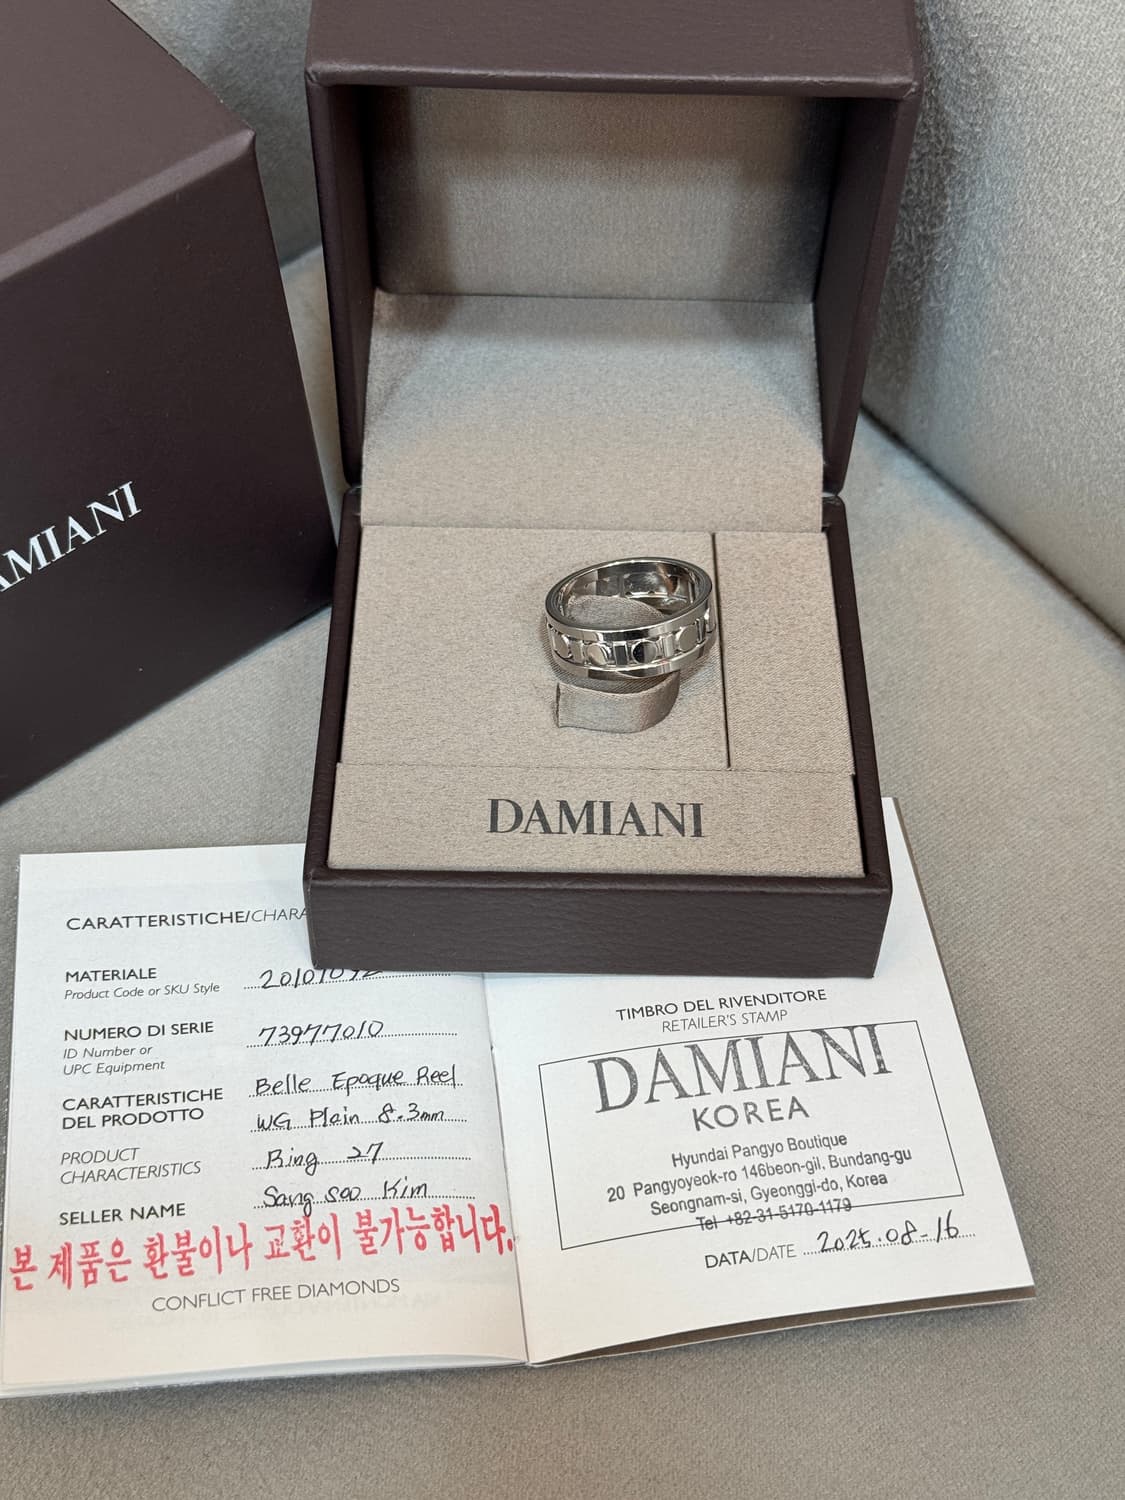 AMIANI
DAMIANI
CARATTERISTICHE/CHARA
MATERIALE
Product Code or SKU Style
NUMERO DI SERIE 73977010
ID Number or
UPC Equipment
CARATTERISTICHE
DEL PRODOTTO
Belle Epoque Reel
WG Plain 8.3mm
PRODUCT
CHARACTERISTICS
Ring 27
SELLER NAME Sang soo Kim
본 제품은 환불이나 교환이 불가능합니다.
CONFLICT FREE DIAMONDS
TIMBRO DEL RIVENDITORE
RETAILER'S STAMP
DAMIANI
KOREA
Hyundai Pangyo Boutique
20 Pangyoyeok-ro 146beon-gil, Bundang-gu
Seongnam-si, Gyeonggi-do, Korea
Tel +82-31-5170-1179
DATA/DATE 2025.08-16